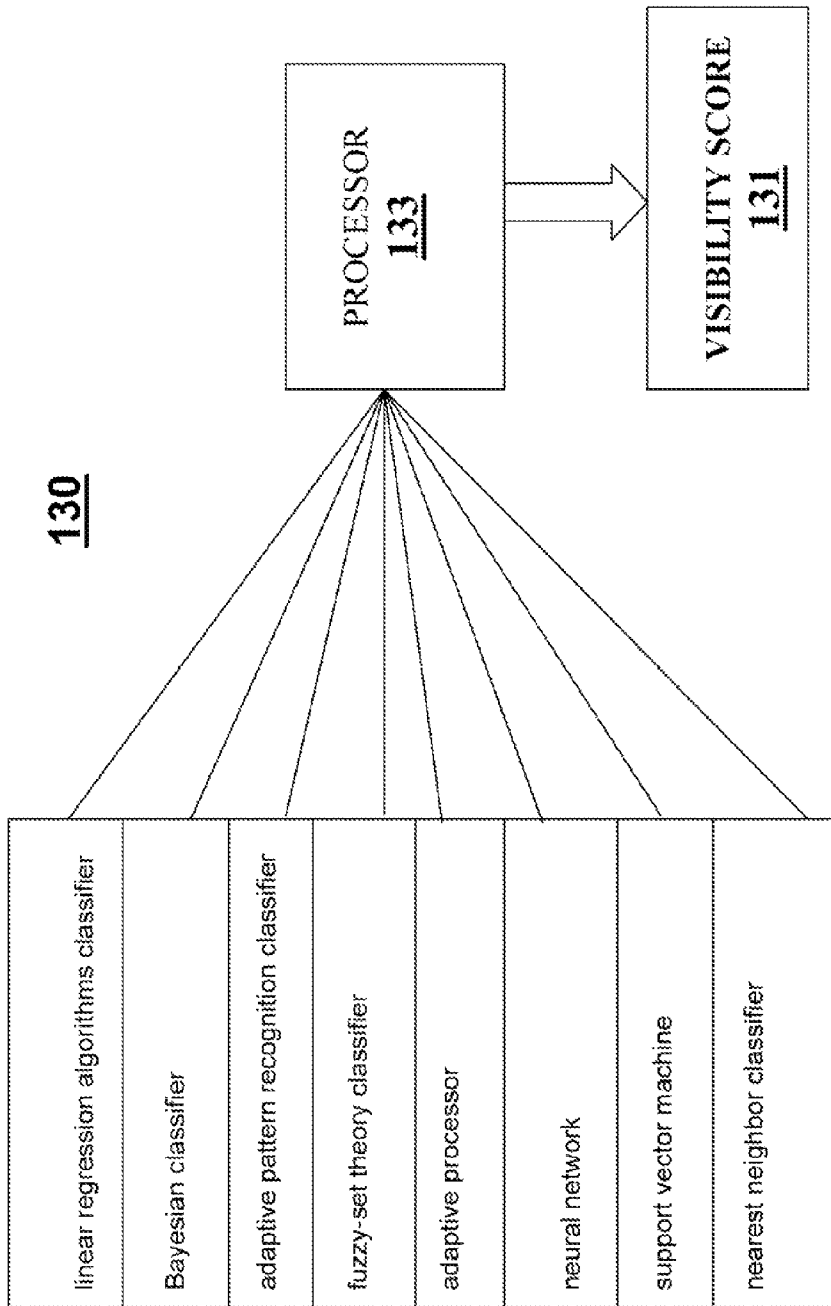 130
linear regression algorithms classifier
Bayesian classifier
adaptive pattern recognition classifier
fuzzy-set theory classifier
adaptive processor
neural network
support vector machine
nearest neighbor classifier
PROCESSOR
133
VISIBILITY SCORE
131